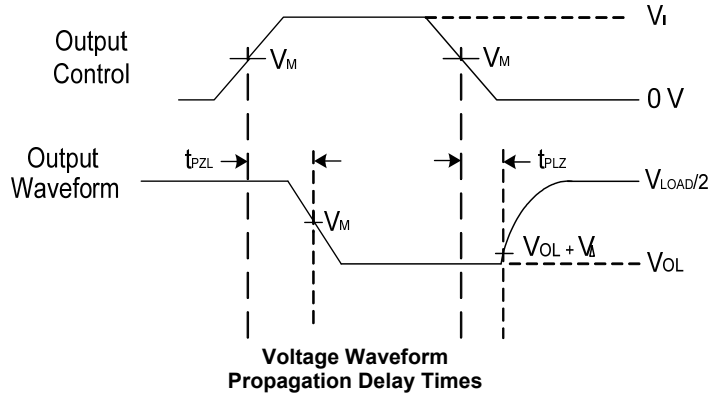 Output
Control
VM
VM
VI
0 V
Output
Waveform
tPZL
tPLZ
VLOAD/2
VM
VOL + VΔ
VOL
Voltage Waveform
Propagation Delay Times